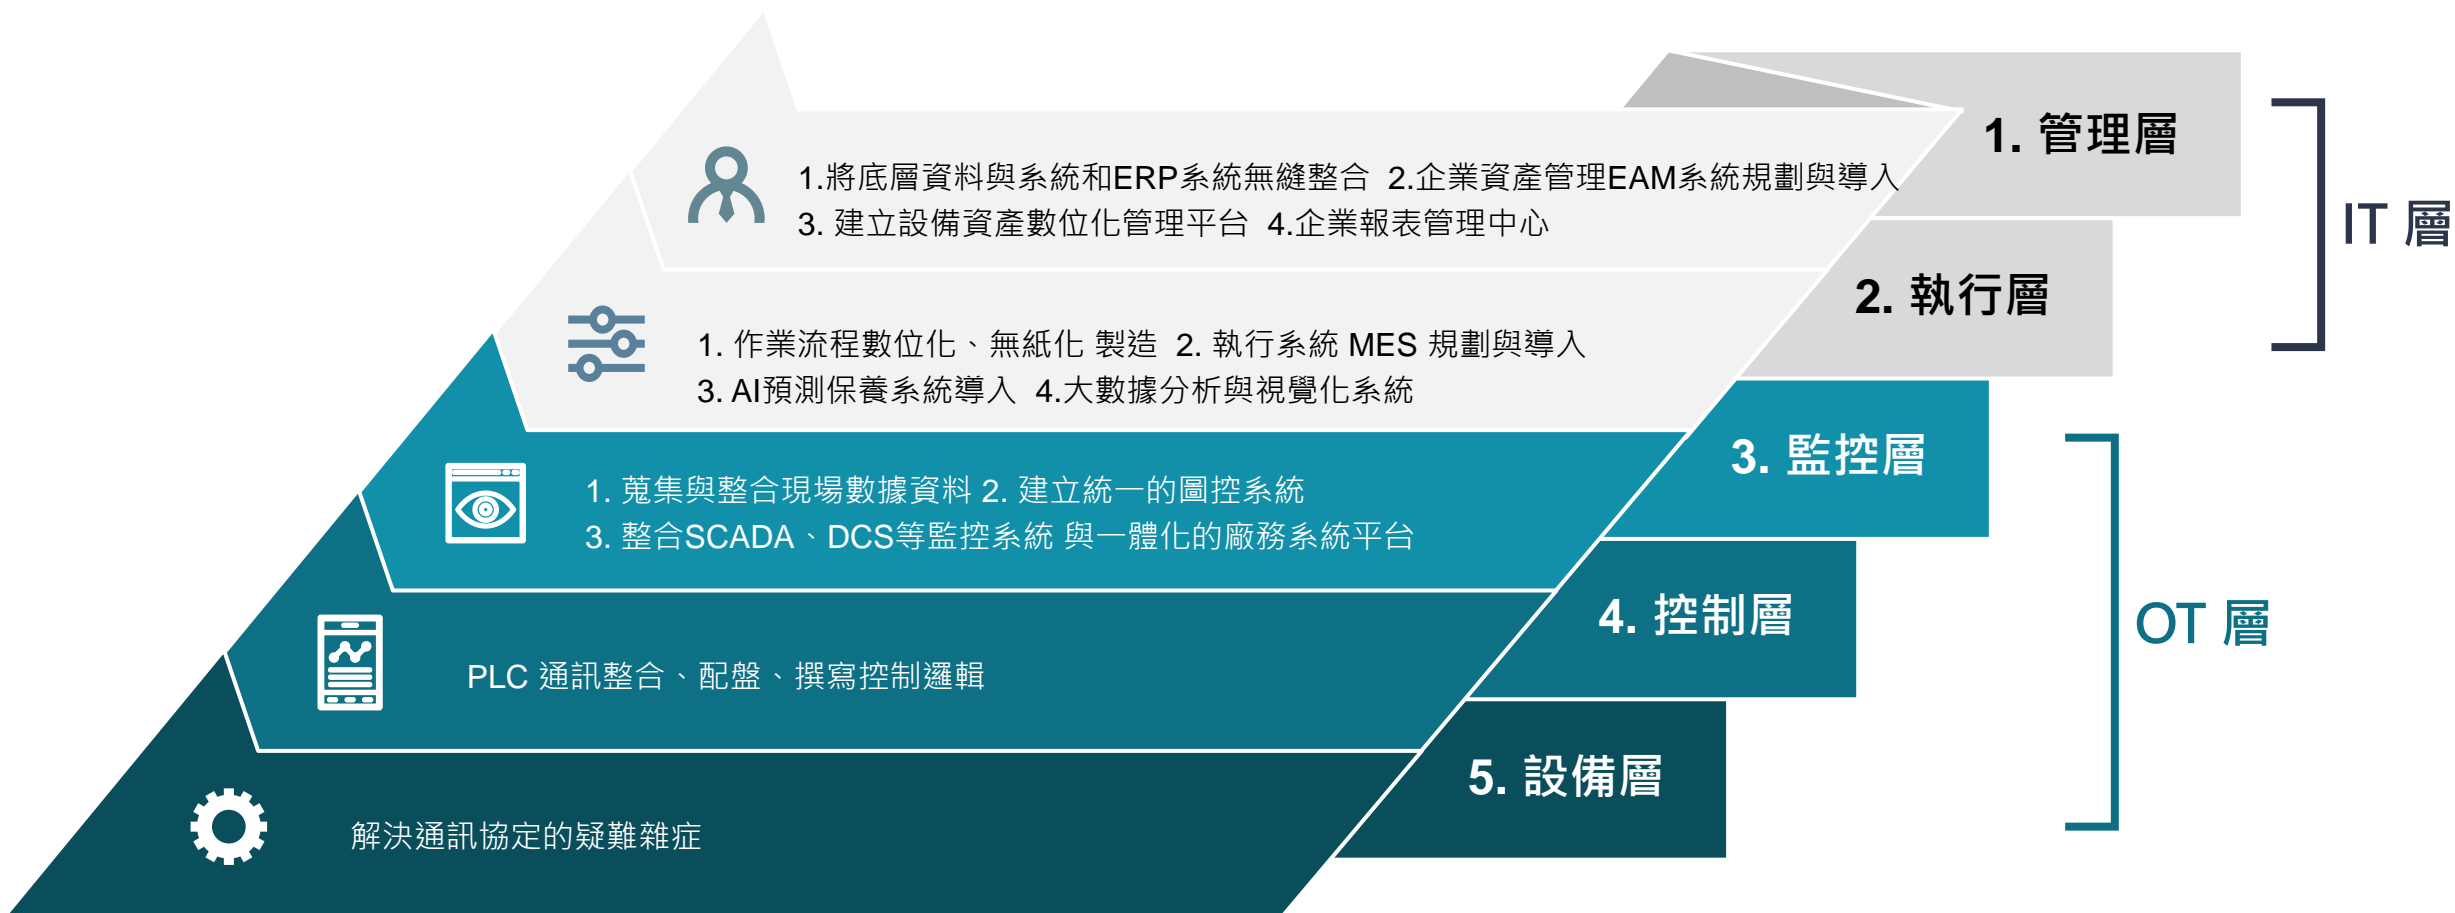 1.將底層資料與系統和ERP系統無縫整合 2.企業資產管理EAM系統規劃與導入
3. 建立設備資產數位化管理平台 4.企業報表管理中心
1. 管理層
IT 層
1. 作業流程數位化、無紙化 製造 2. 執行系統 MES 規劃與導入
3. AI預測保養系統導入 4.大數據分析與視覺化系統
2. 執行層
1. 蒐集與整合現場數據資料 2. 建立統一的圖控系統
3. 整合SCADA、DCS等監控系統 與一體化的廠務系統平台
3. 監控層
PLC 通訊整合、配盤、撰寫控制邏輯
4. 控制層
OT 層
解決通訊協定的疑難雜症
5. 設備層